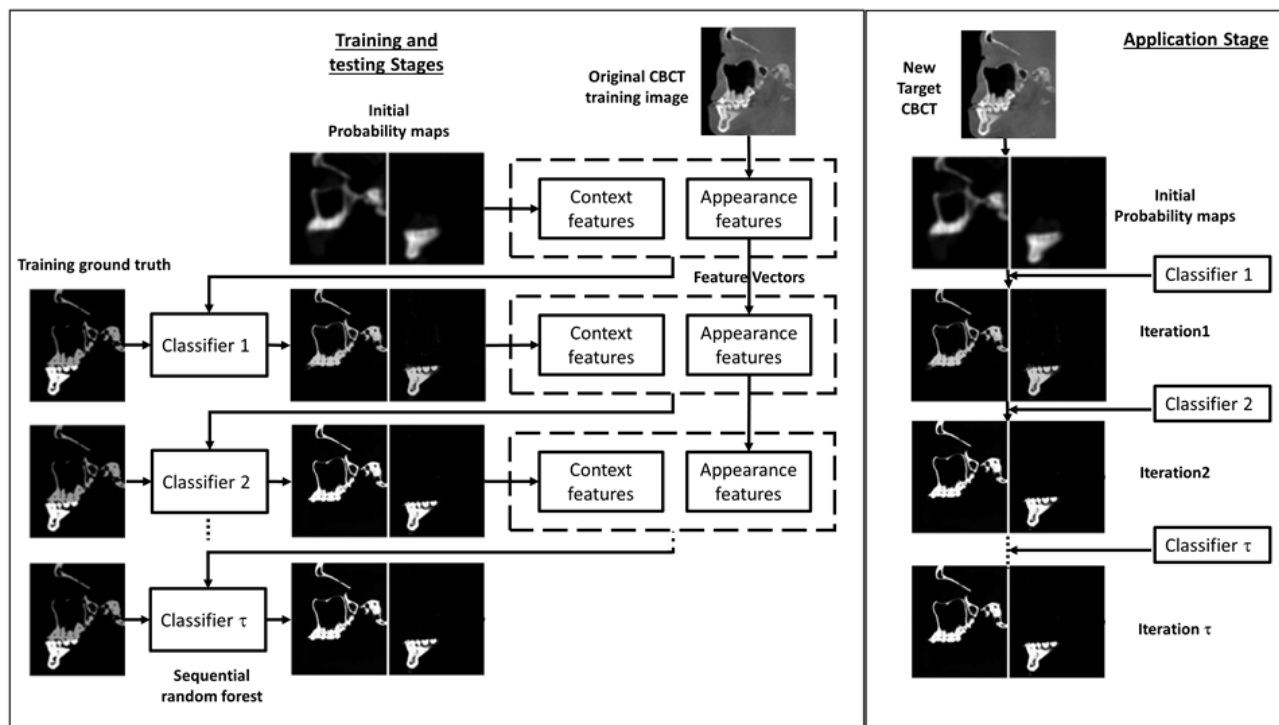 Training and
testing Stages
Original CBCT
training image
Initial
Probability maps
Context
features
Appearance
features
Training ground truth
Feature Vectors
Classifier 1
Context
features
Appearance
features
Classifier 2
Context
features
Appearance
features
Classifier τ
Sequential
random forest
Application Stage
New
Target
CBCT
Initial
Probability maps
Classifier 1
Iteration1
Classifier 2
Iteration2
Classifier τ
Iteration τ